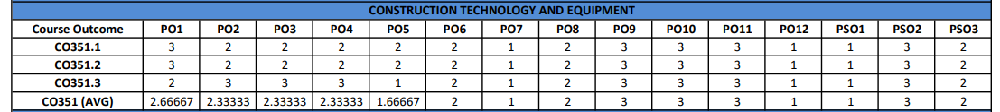 CONSTRUCTION TECHNOLOGY AND EQUIPMENT
Course Outcome PO1 PO2 PO3 PO4 PO5 PO6 PO7 PO8 PO9 PO10 PO11 PO12 PSO1 PSO2 PSO3
CO351.1 3 2 2 2 2 2 1 2 3 3 3 1 1 3 2
CO351.2 3 2 2 2 2 2 1 2 3 3 3 1 1 3 2
CO351.3 2 3 3 3 1 2 1 2 3 3 3 1 1 3 2
CO351 (AVG) 2.66667 2.33333 2.33333 2.33333 1.66667 2 1 2 3 3 3 1 1 3 2